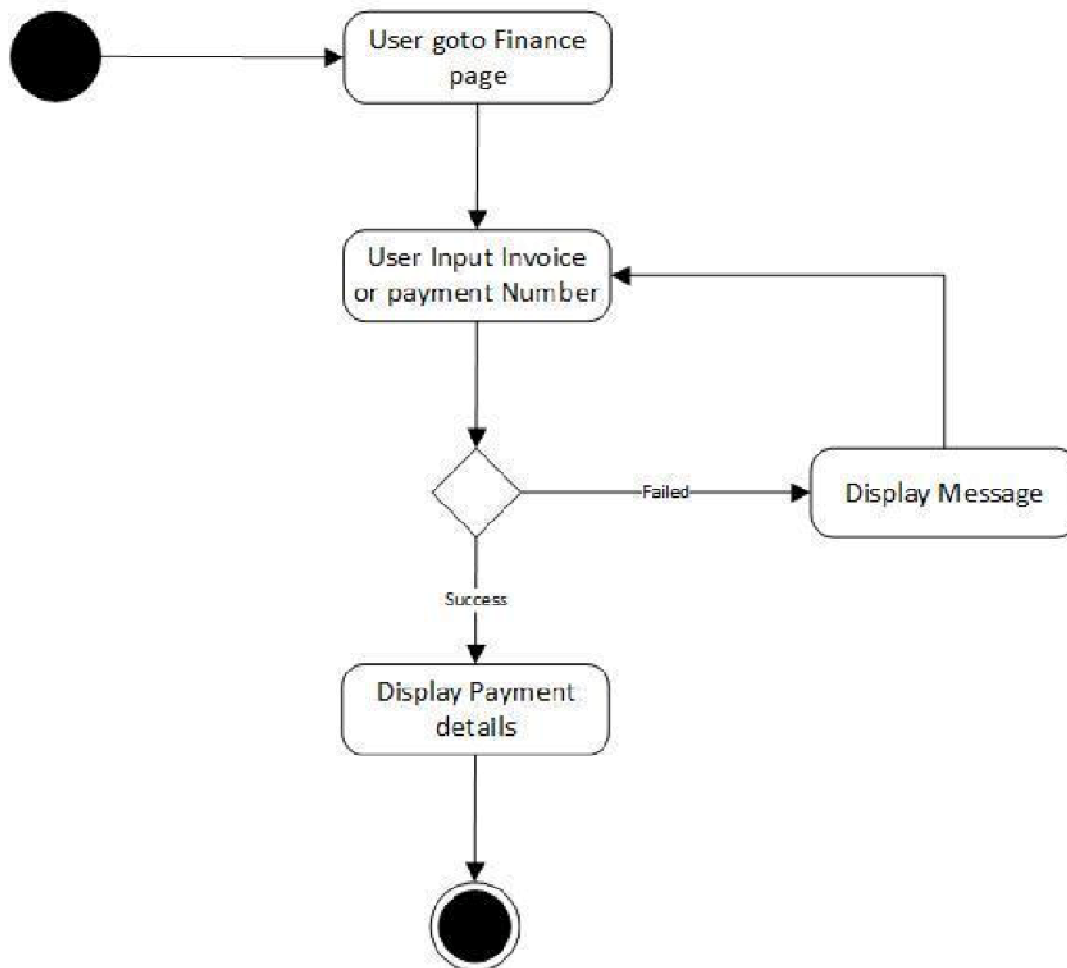 User goto Finance
page
User Input Invoice
or payment Number
Failed
Display Message
Success
Display Payment
details